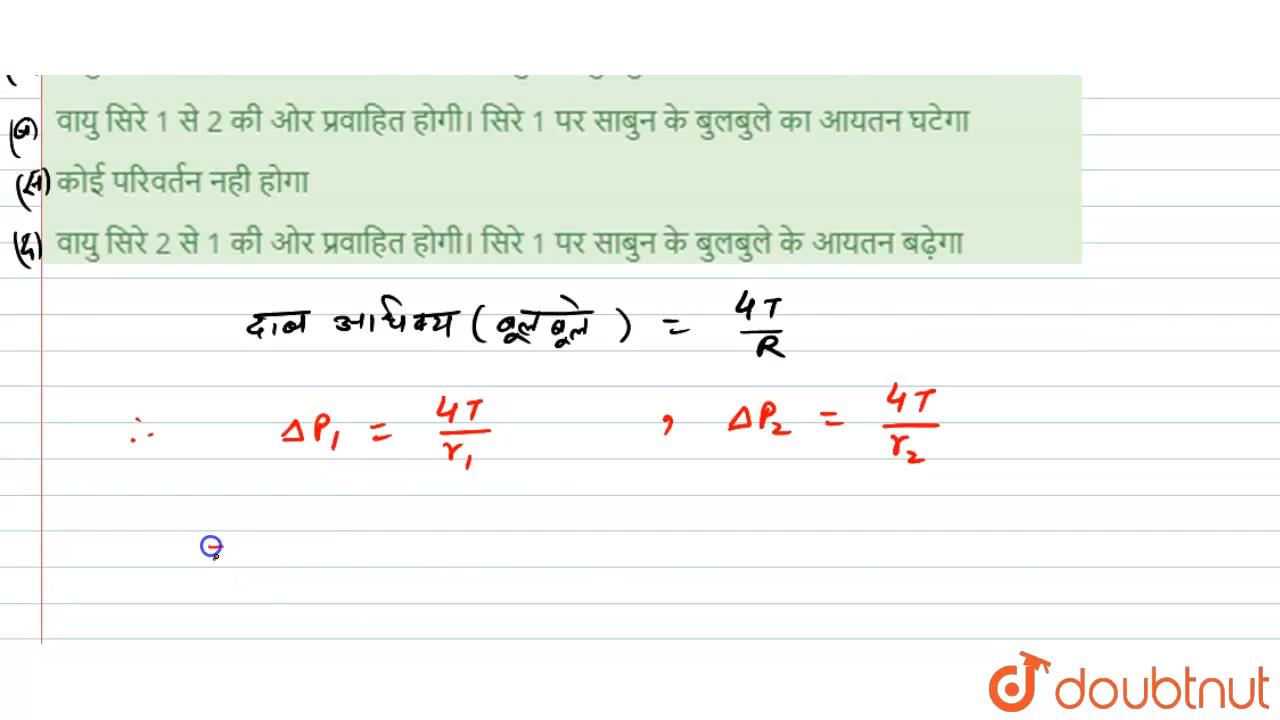 (ब) वायु सिरे 1 से 2 की ओर प्रवाहित होगी। सिरे 1 पर साबुन के बुलबुले का आयतन घटेगा
(स) कोई परिवर्तन नही होगा
(द) वायु सिरे 2 से 1 की ओर प्रवाहित होगी। सिरे 1 पर साबुन के बुलबुले के आयतन बढ़ेगा
दाब आधिक्य (बुलबुले) = 4T/R
∴ ΔP₁ = 4T/r₁ , ΔP₂ = 4T/r₂
doubtnut